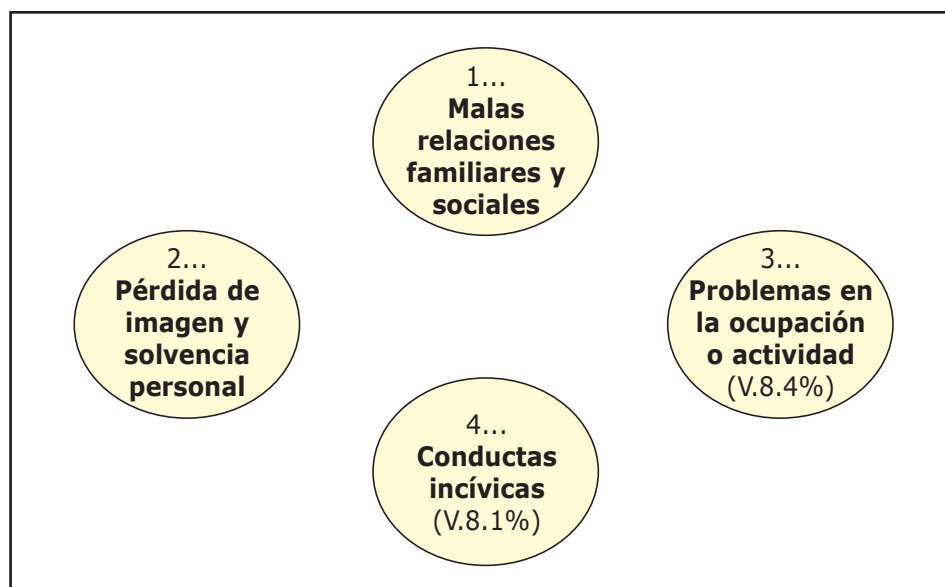 1...
Malas
relaciones
familiares y
sociales
2...
Pérdida de
imagen y
solvencia
personal
3...
Problemas en
la ocupación
o actividad
(V.8.4%)
4...
Conductas
incívicas
(V.8.1%)